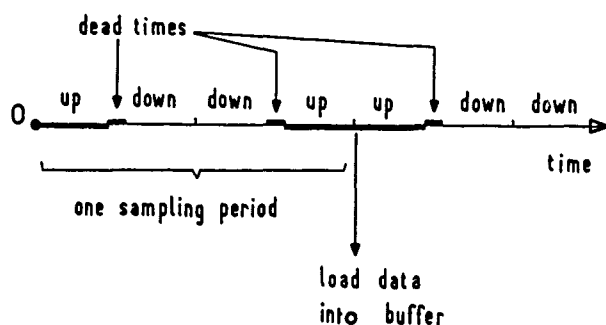 dead times
up down down up up down down
0
time
one sampling period
load data
into buffer